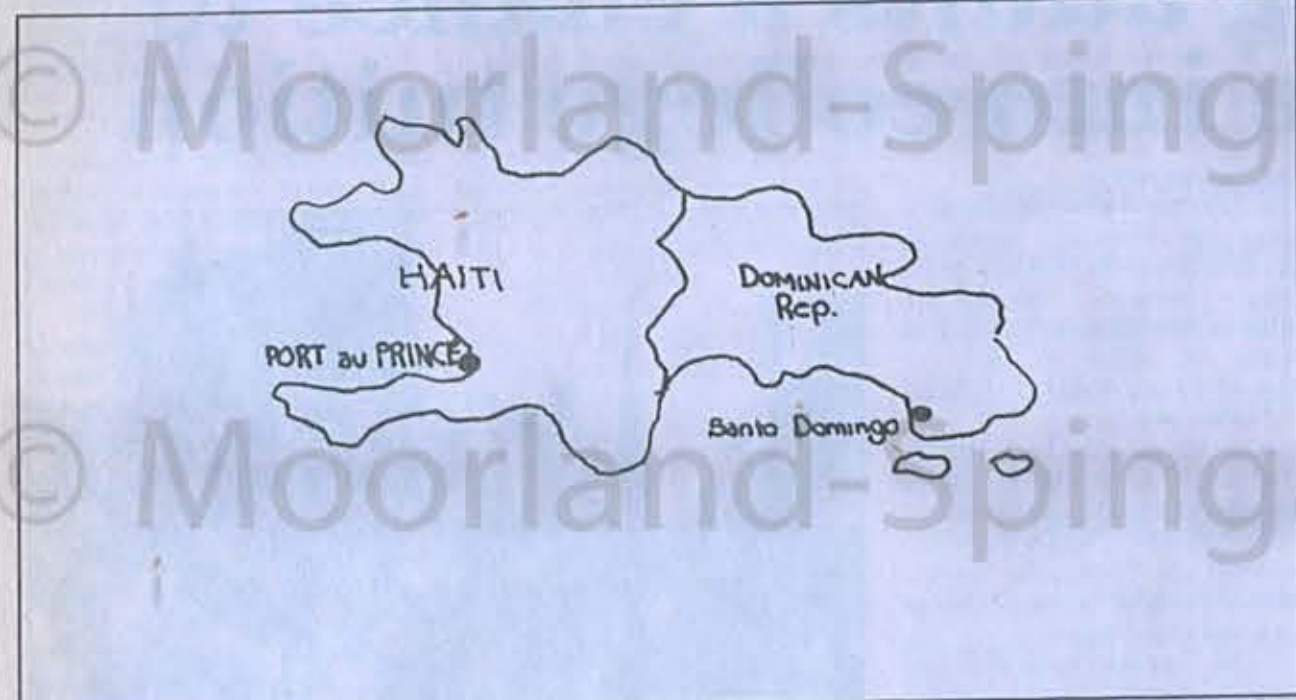 © Moorland-Sping
HAITI
DOMINICAN
Rep.
PORT au PRINCE
Santo Domingo
© Moorland-Sping